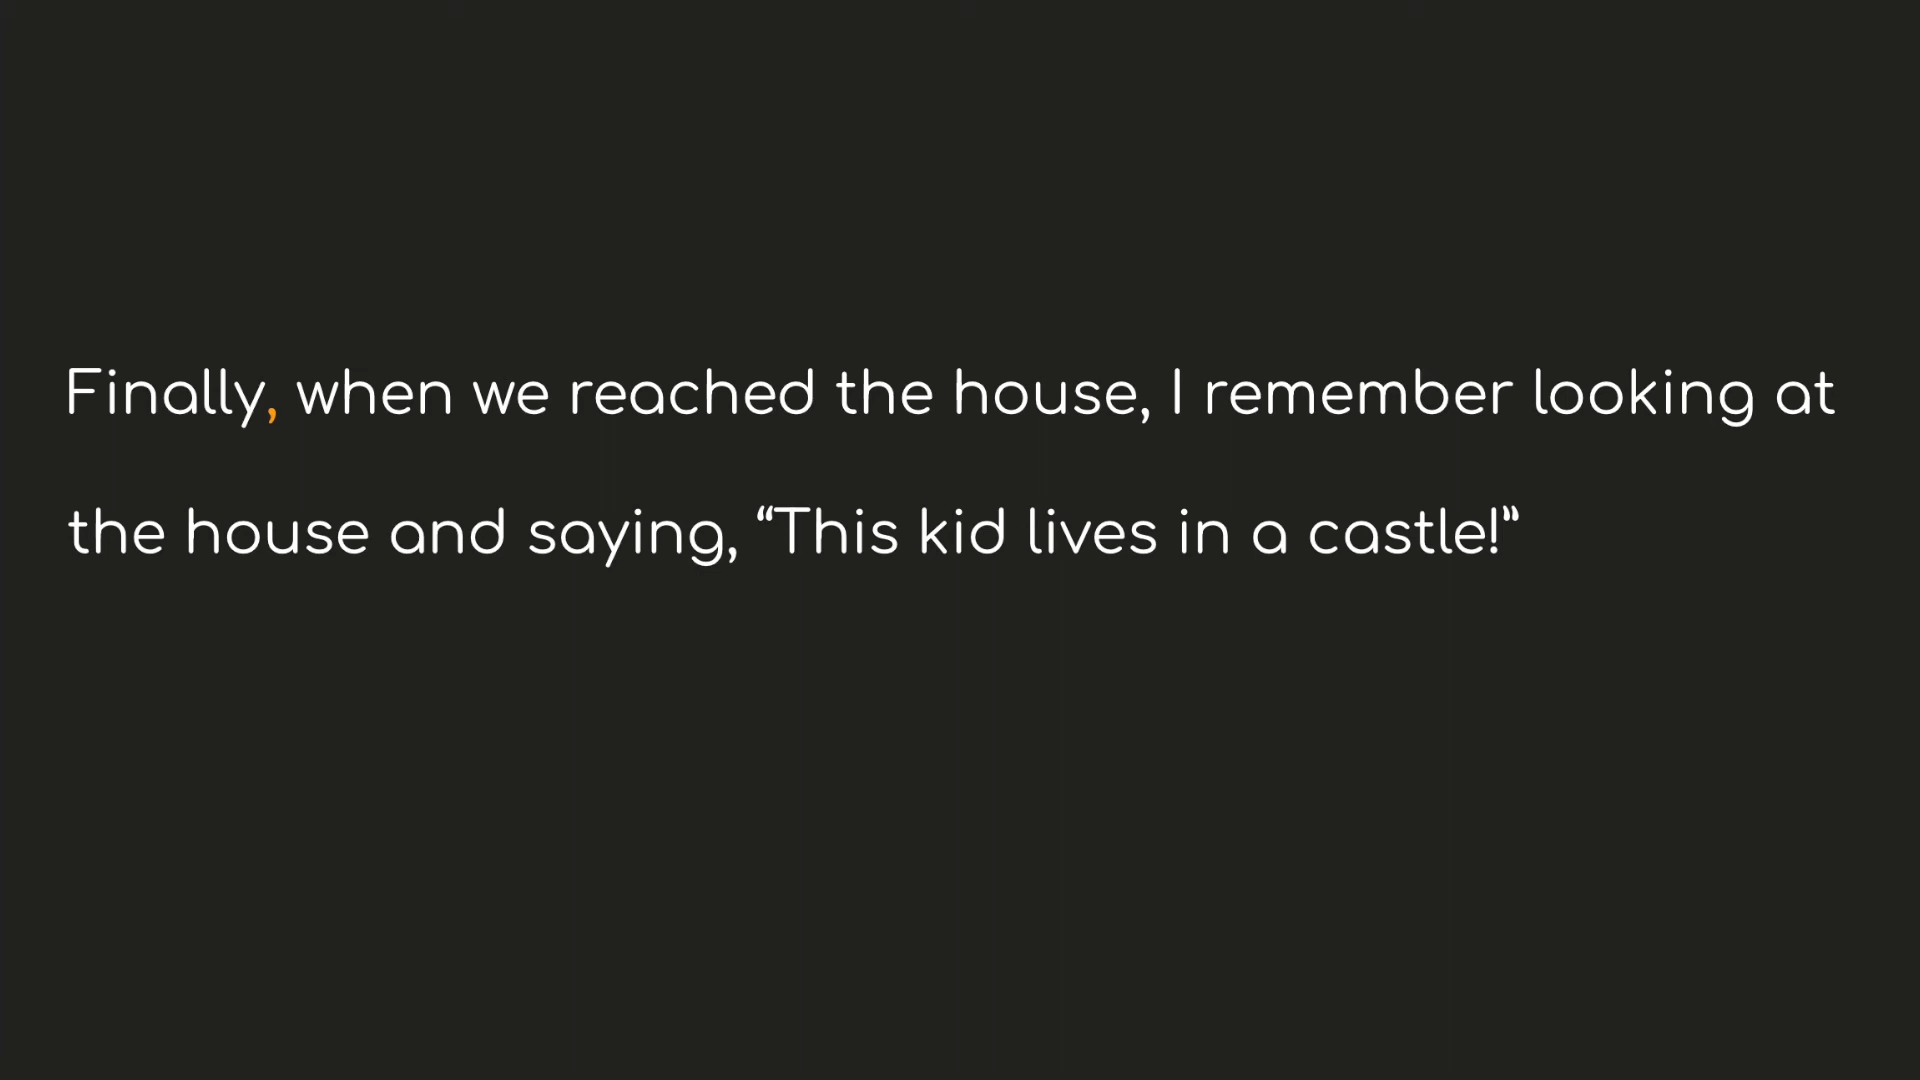 Finally, when we reached the house, I remember looking at
the house and saying, “This kid lives in a castle!”